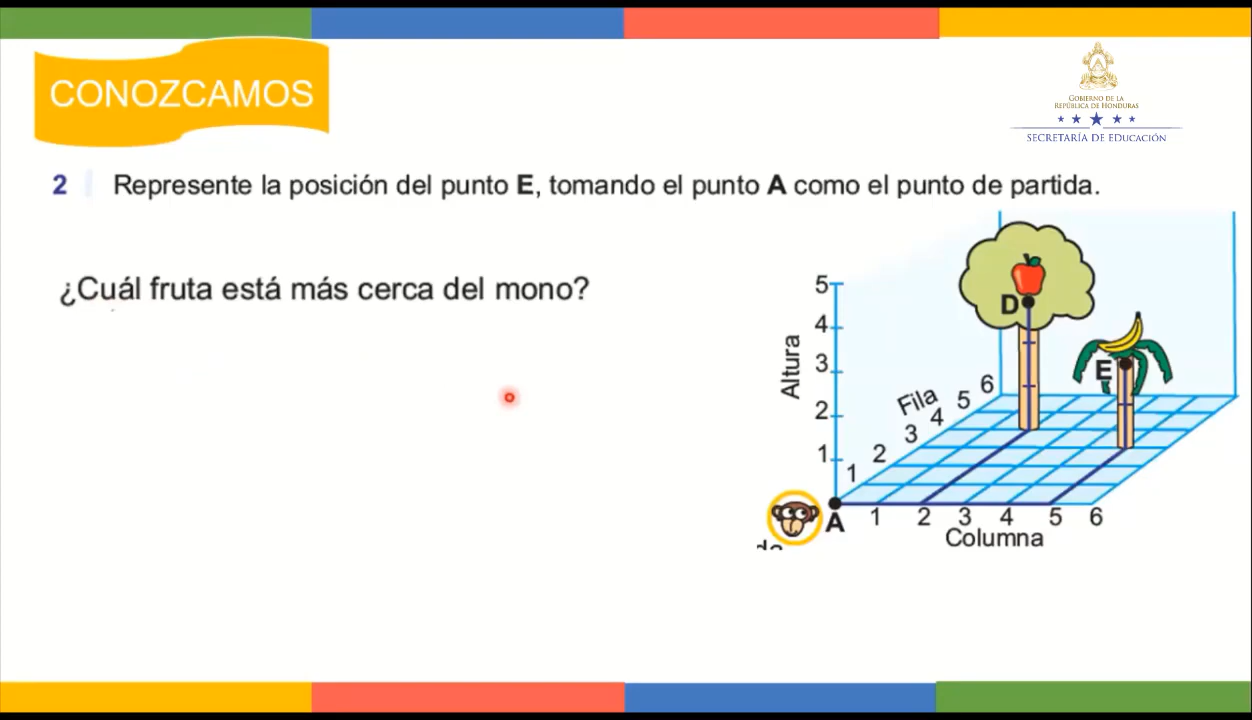 CONOZCAMOS
GOBIERNO DE LA
REPÚBLICA DE HONDURAS
SECRETARÍA DE EDUCACIÓN
2 Represente la posición del punto E, tomando el punto A como el punto de partida.
¿Cuál fruta está más cerca del mono?
5
4
3
2
1
Altura
D
E
Fila
6
5
4
3
2
1
A
1 2 3 4 5 6
Columna